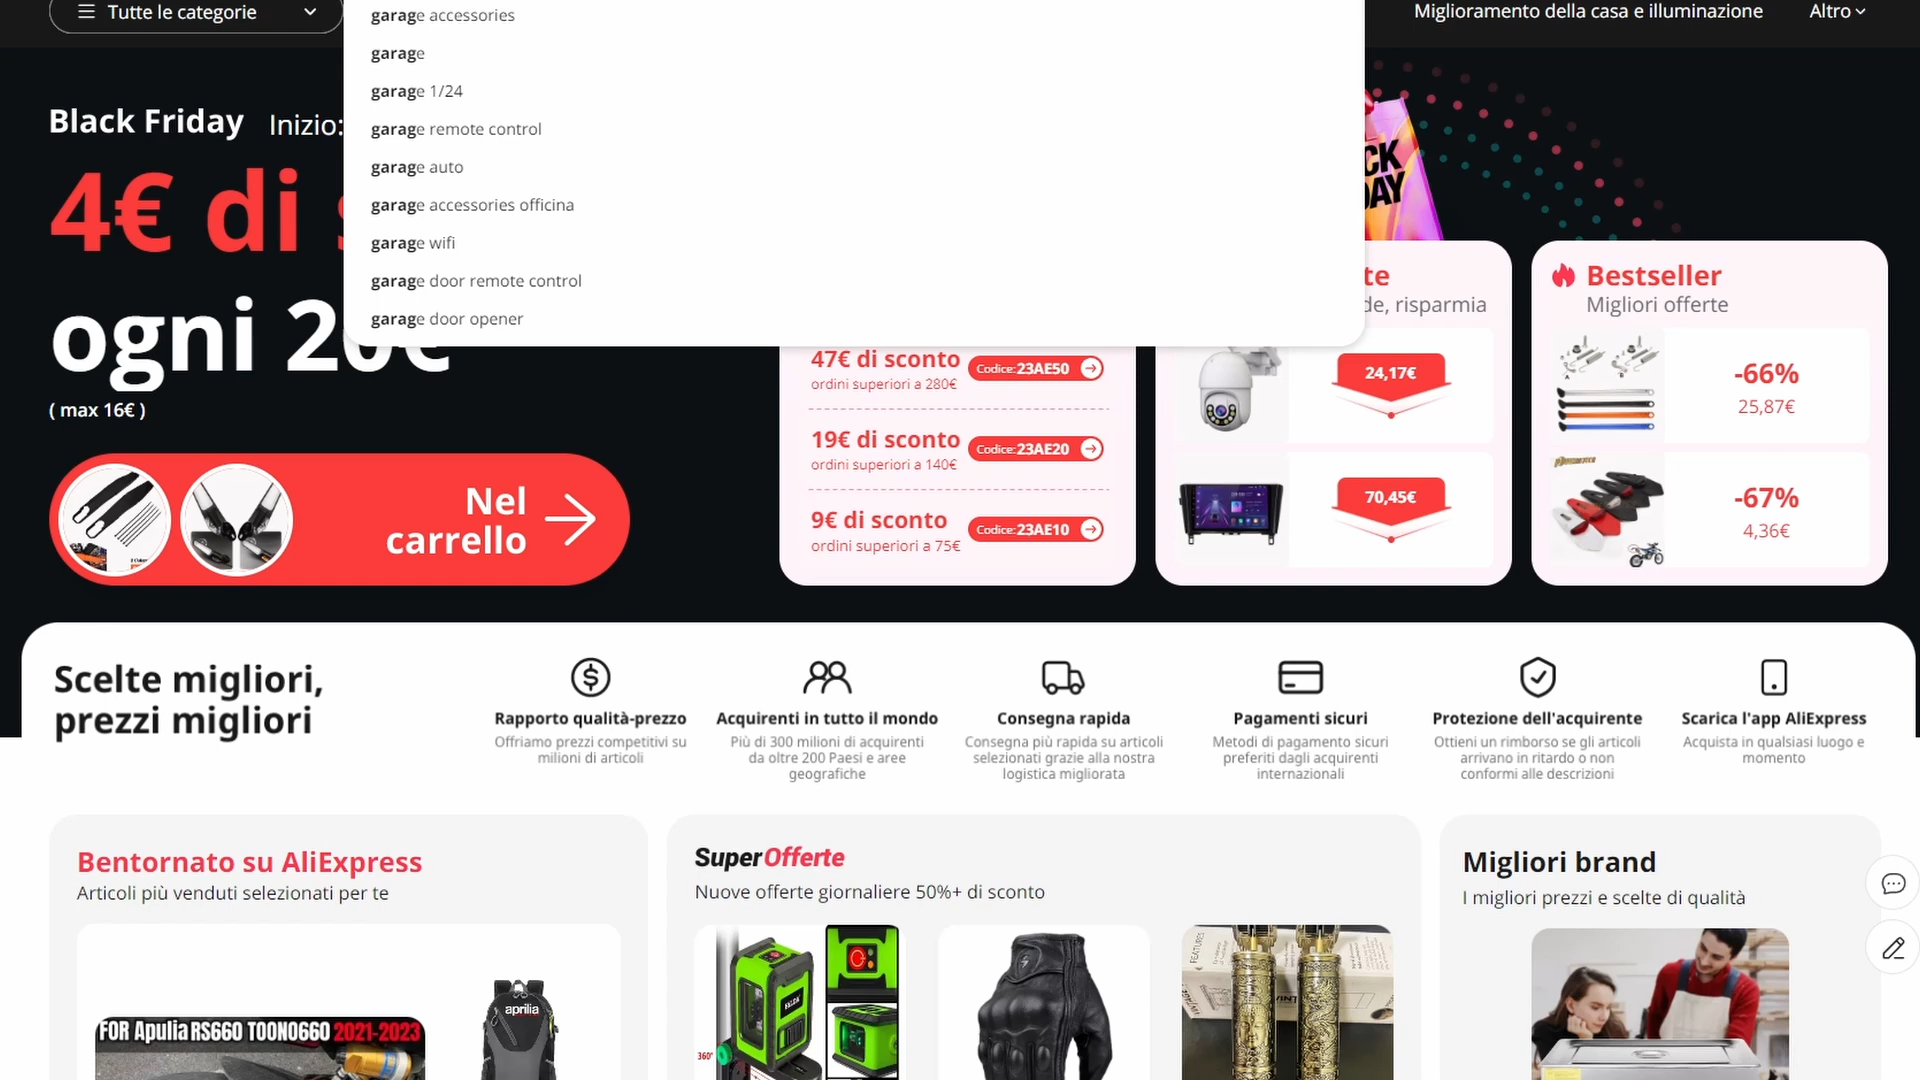 Tutte le categorie
Miglioramento della casa e illuminazione
Altro
garage accessories
garage
garage 1/24
garage remote control
garage auto
garage accessories officina
garage wifi
garage door remote control
garage door opener
Black Friday
Inizio:
4€ di
ogni 20€
( max 16€ )
Nel
carrello
CK
DAY
47€ di sconto
ordini superiori a 280€
Codice:23AE50
19€ di sconto
ordini superiori a 140€
Codice:23AE20
9€ di sconto
ordini superiori a 75€
Codice:23AE10
te
de, risparmia
24,17€
70,45€
Bestseller
Migliori offerte
-66%
25,87€
-67%
4,36€
Scelte migliori,
prezzi migliori
Rapporto qualità-prezzo
Offriamo prezzi competitivi su
milioni di articoli
Acquirenti in tutto il mondo
Più di 300 milioni di acquirenti
da oltre 200 Paesi e aree
geografiche
Consegna rapida
Consegna più rapida su articoli
selezionati grazie alla nostra
logistica migliorata
Pagamenti sicuri
Metodi di pagamento sicuri
preferiti dagli acquirenti
internazionali
Protezione dell'acquirente
Ottieni un rimborso se gli articoli
arrivano in ritardo o non
conformi alle descrizioni
Scarica l'app AliExpress
Acquista in qualsiasi luogo e
momento
Bentornato su AliExpress
Articoli più venduti selezionati per te
FOR Apulia RS660 TOONO660 2021-2023
aprilia
SuperOfferte
Nuove offerte giornaliere 50%+ di sconto
360°
FEATURES
Migliori brand
I migliori prezzi e scelte di qualità